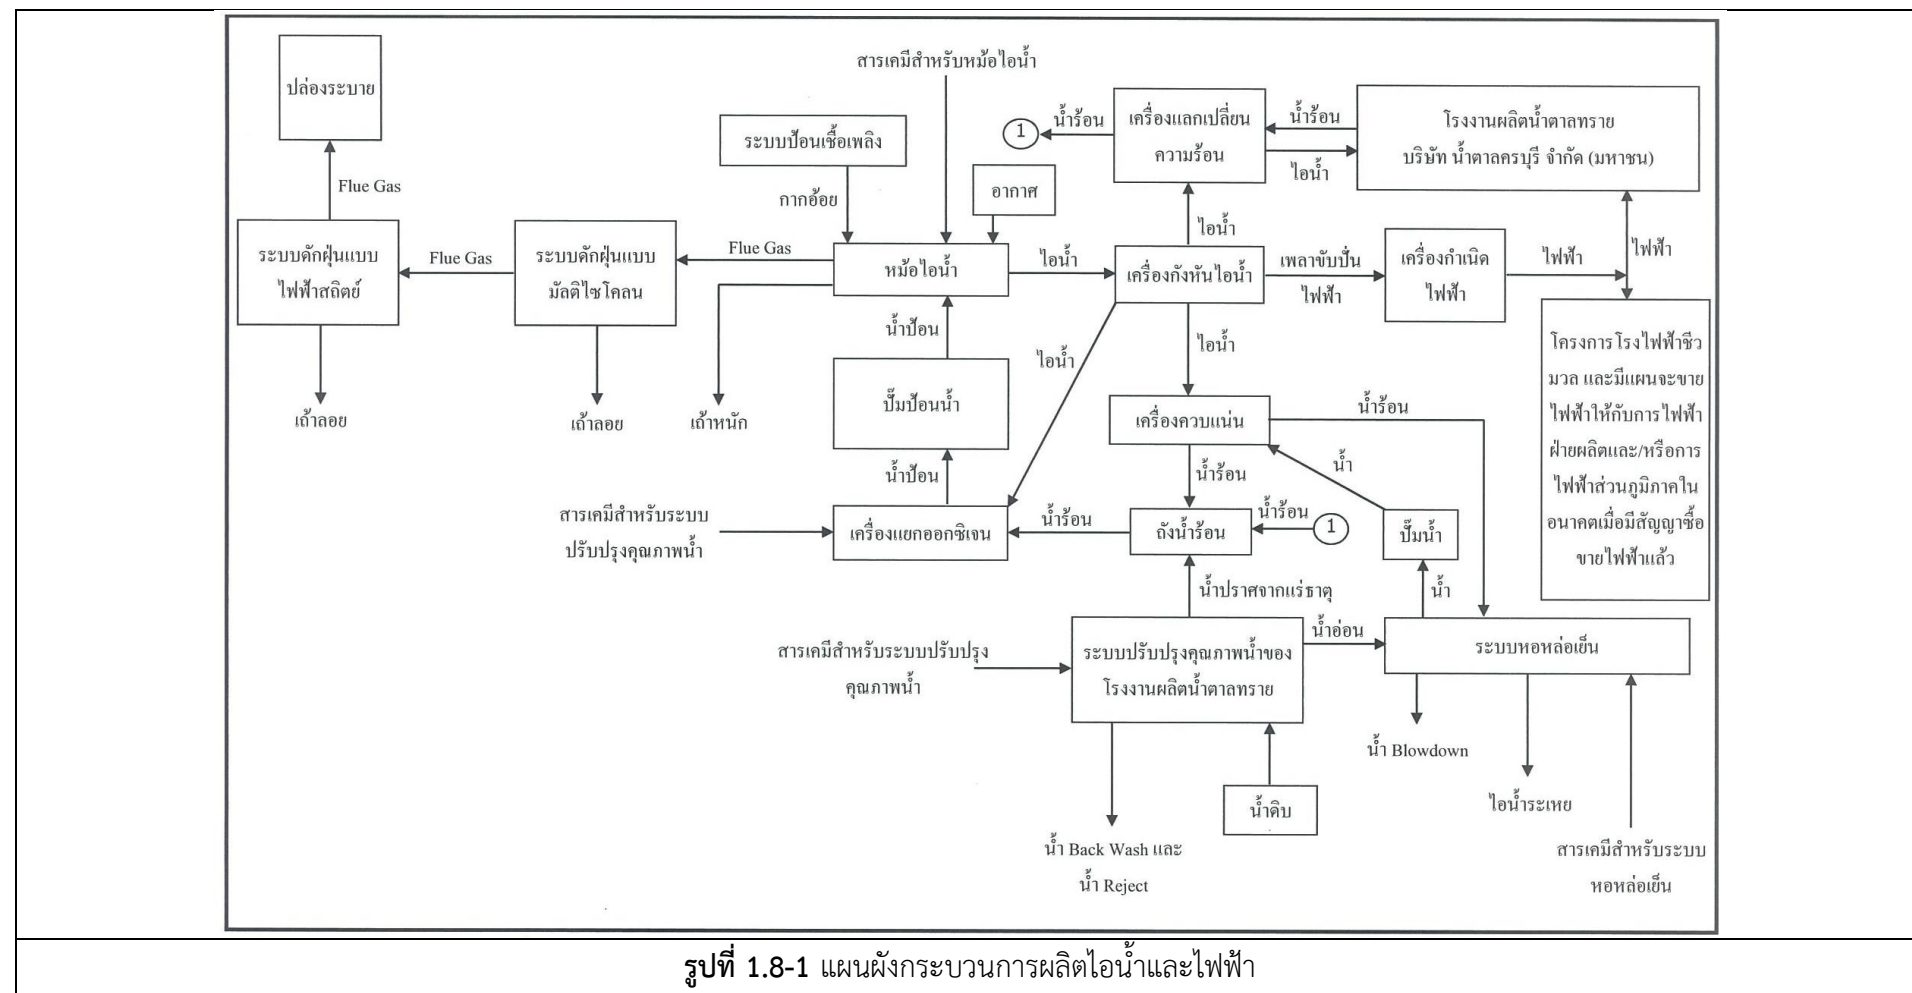 สารเคมีสำหรับหม้อไอน้ำ
ปล่องระบาย
น้ำร้อน
1
เครื่องแลกเปลี่ยน
ความร้อน
น้ำร้อน
ไอน้ำ
โรงงานผลิตน้ำตาลทราย
บริษัท น้ำตาลครบุรี จำกัด (มหาชน)
ระบบป้อนเชื้อเพลิง
กากอ้อย
อากาศ
Flue Gas
ไอน้ำ
ไฟฟ้า
ระบบดักฝุ่นแบบ
ไฟฟ้าสถิตย์
Flue Gas
ระบบดักฝุ่นแบบ
มัลติไซโคลน
Flue Gas
หม้อไอน้ำ
ไอน้ำ
เครื่องกังหันไอน้ำ
เพลาขับปั่น
ไฟฟ้า
เครื่องกำเนิด
ไฟฟ้า
ไฟฟ้า
น้ำป้อน
ไอน้ำ
ไอน้ำ
โครงการโรงไฟฟ้าชีว
มวล และมีแผนจะขาย
ไฟฟ้าให้กับการไฟฟ้า
ฝ่ายผลิตและ/หรือการ
ไฟฟ้าส่วนภูมิภาคใน
อนาคตเมื่อมีสัญญาซื้อ
ขายไฟฟ้าแล้ว
เถ้าลอย
เถ้าลอย
เถ้าหนัก
ปั๊มป้อนน้ำ
เครื่องควบแน่น
น้ำร้อน
น้ำป้อน
น้ำร้อน
น้ำ
สารเคมีสำหรับระบบ
ปรับปรุงคุณภาพน้ำ
เครื่องแยกออกซิเจน
น้ำร้อน
ถังน้ำร้อน
น้ำร้อน
1
ปั๊มน้ำ
น้ำปราศจากแร่ธาตุ
น้ำ
สารเคมีสำหรับระบบปรับปรุง
คุณภาพน้ำ
ระบบปรับปรุงคุณภาพน้ำของ
โรงงานผลิตน้ำตาลทราย
น้ำอ่อน
ระบบหอหล่อเย็น
น้ำ Blowdown
ไอน้ำระเหย
น้ำดิบ
น้ำ Back Wash และ
น้ำ Reject
สารเคมีสำหรับระบบ
หอหล่อเย็น
รูปที่ 1.8-1 แผนผังกระบวนการผลิตไอน้ำและไฟฟ้า